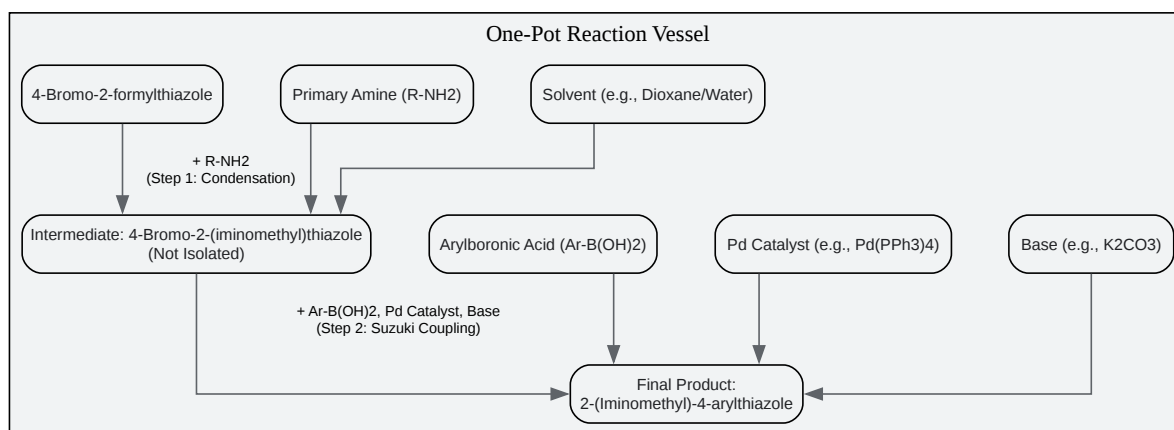 One-Pot Reaction Vessel
4-Bromo-2-formylthiazole
Primary Amine (R-NH2)
Solvent (e.g., Dioxane/Water)
+ R-NH2
(Step 1: Condensation)
Intermediate: 4-Bromo-2-(iminomethyl)thiazole
(Not Isolated)
Arylboronic Acid (Ar-B(OH)2)
Pd Catalyst (e.g., Pd(PPh3)4)
Base (e.g., K2CO3)
+ Ar-B(OH)2, Pd Catalyst, Base
(Step 2: Suzuki Coupling)
Final Product:
2-(Iminomethyl)-4-arylthiazole